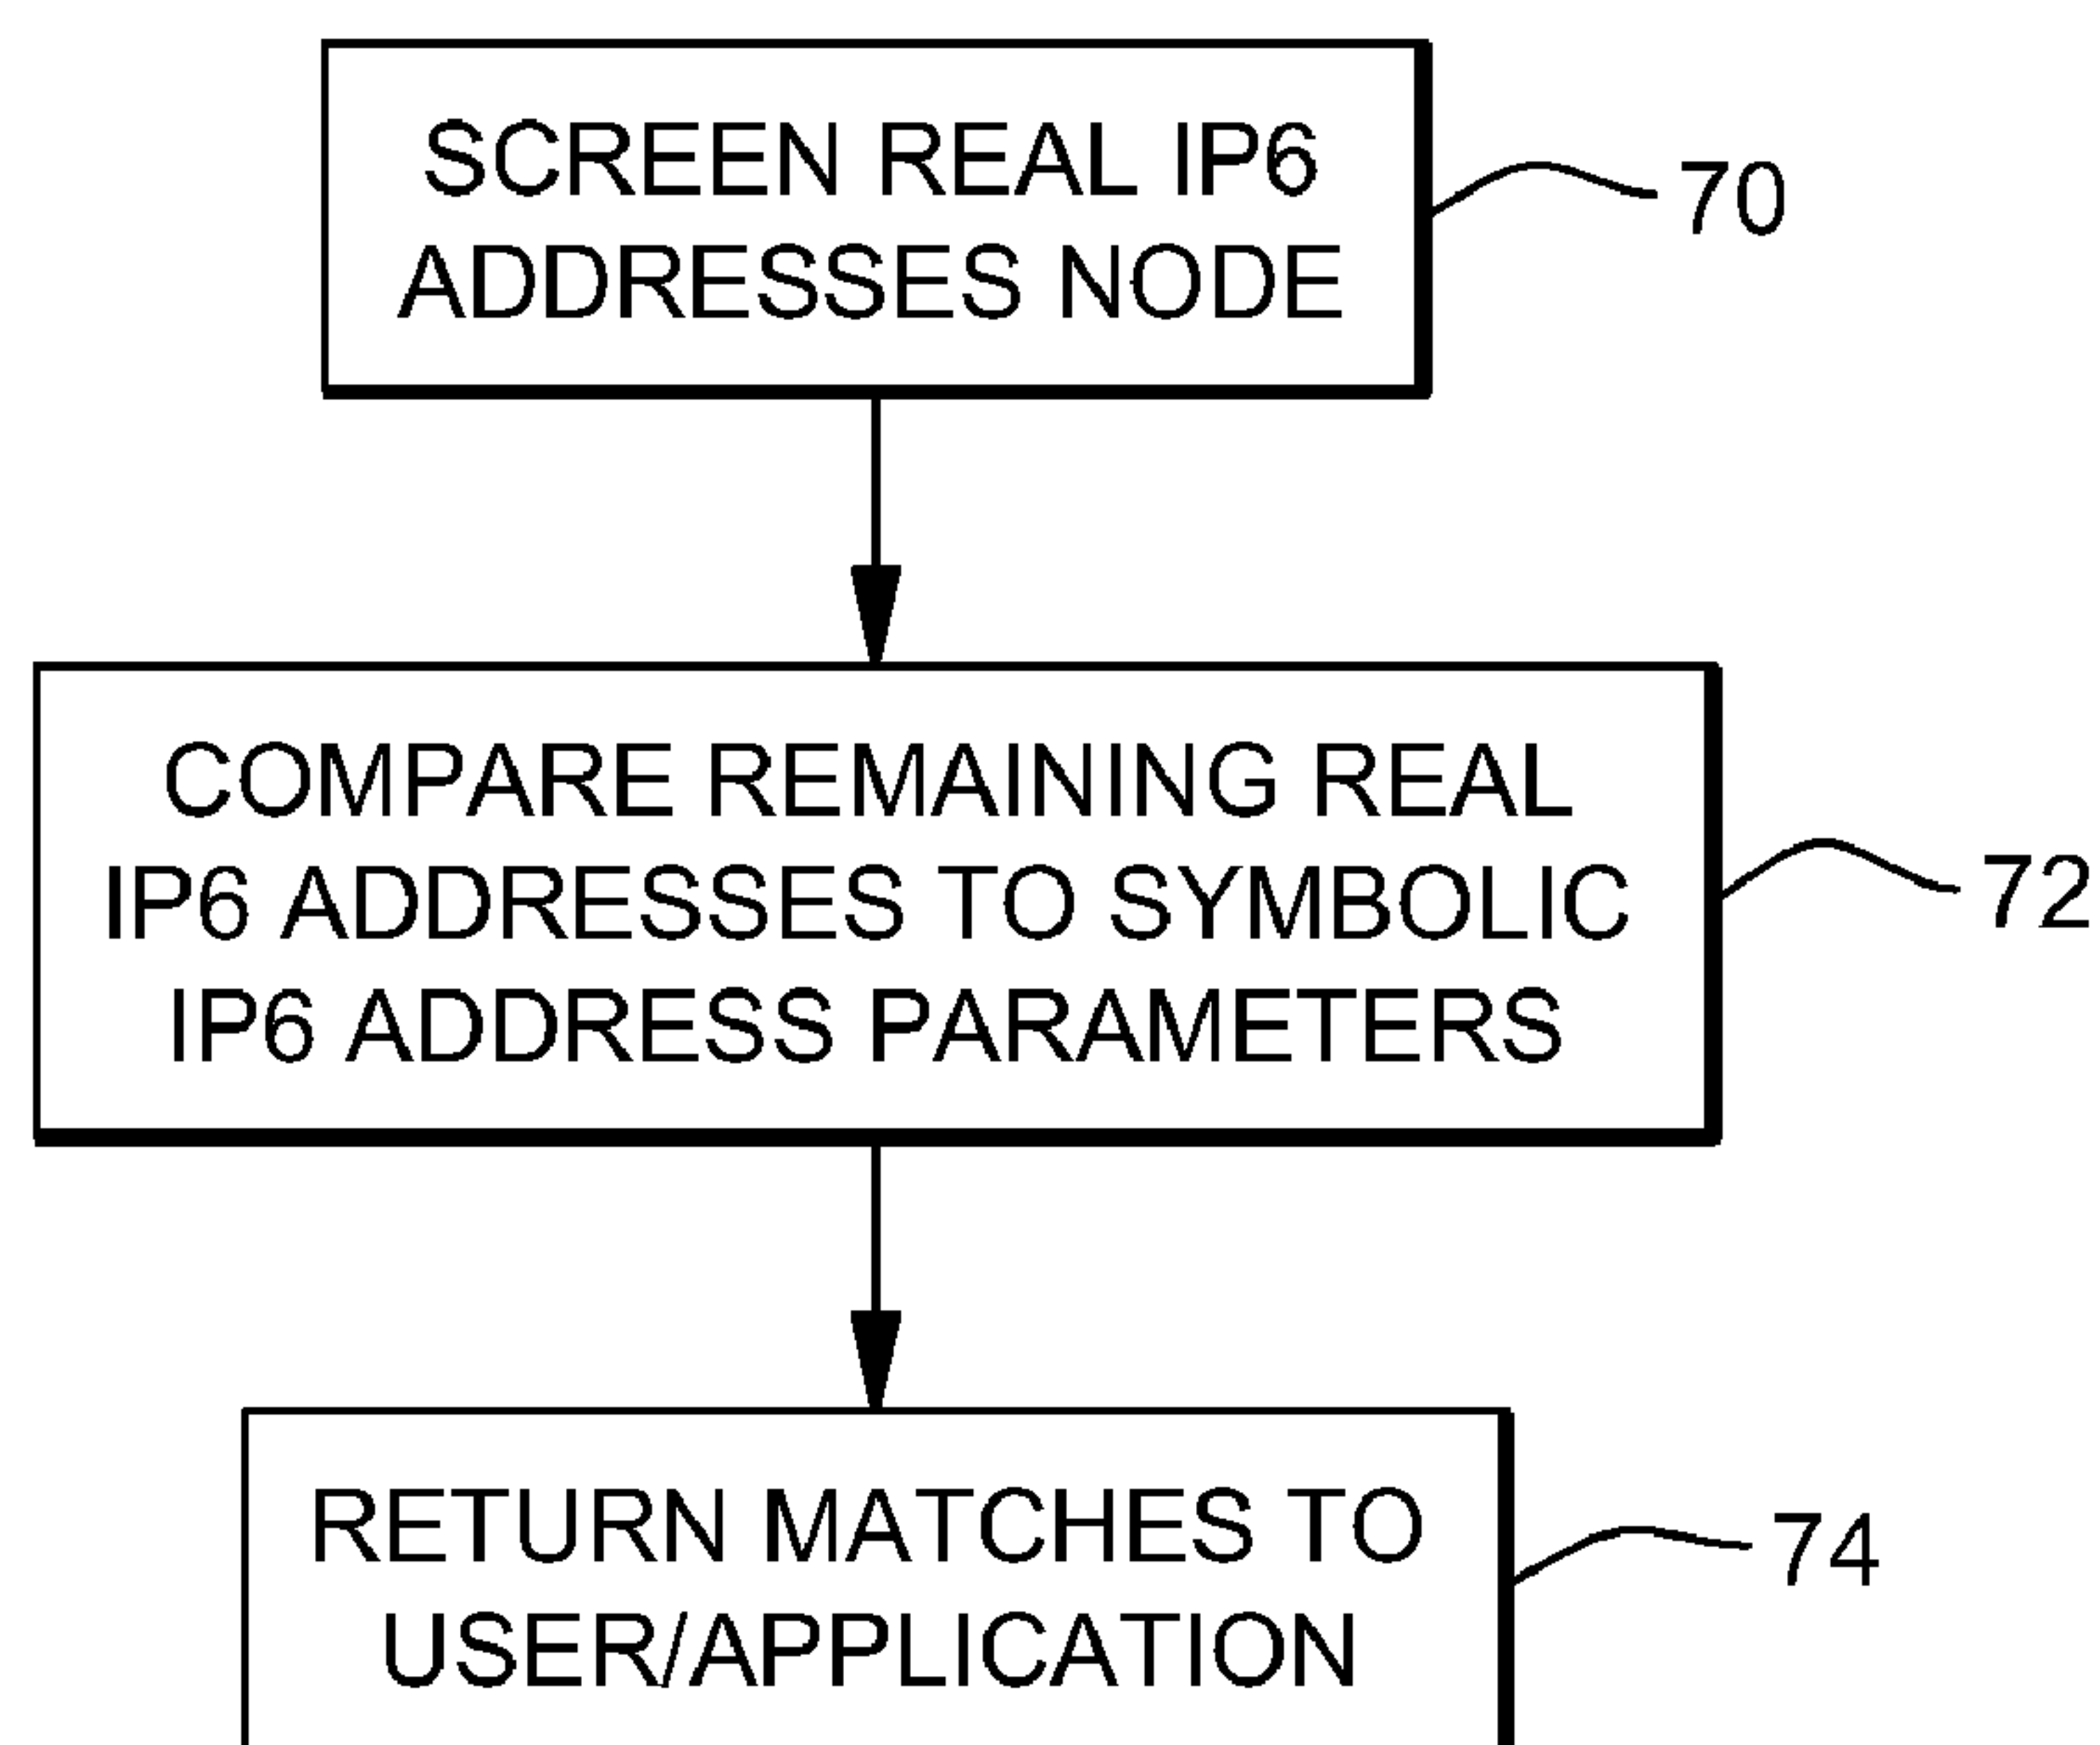 SCREEN REAL IP6
ADDRESSES NODE
70
COMPARE REMAINING REAL
IP6 ADDRESSES TO SYMBOLIC
IP6 ADDRESS PARAMETERS
72
RETURN MATCHES TO
USER/APPLICATION
74